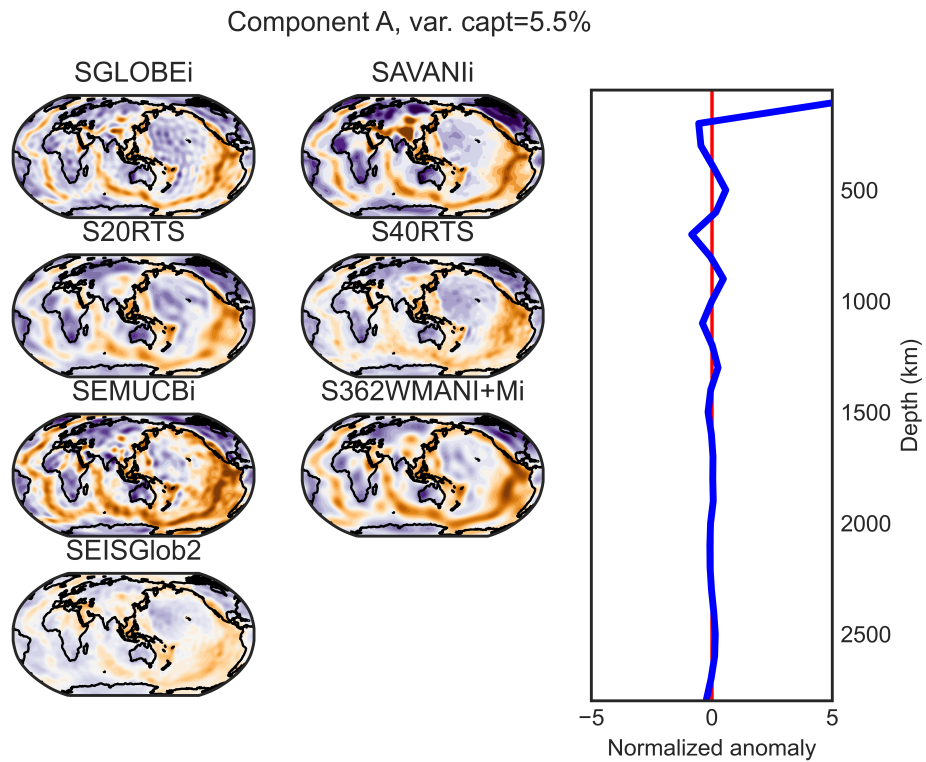 Component A, var. capt=5.5%
SGLOBEi
SAVANIi
S20RTS
S40RTS
SEMUCBi
S362WMANI+Mi
SEISGlob2
500
1000
1500
2000
2500
Depth (km)
−5
0
5
Normalized anomaly